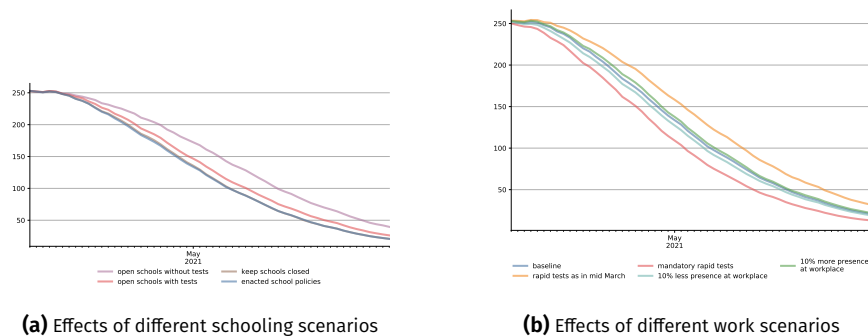 250
200
150
100
50
May
2021
open schools without tests
keep schools closed
open schools with tests
enacted school policies
(a) Effects of different schooling scenarios
250
200
150
100
50
May
2021
baseline
mandatory rapid tests
10% more presence
at workplace
rapid tests as in mid March
10% less presence at workplace
(b) Effects of different work scenarios